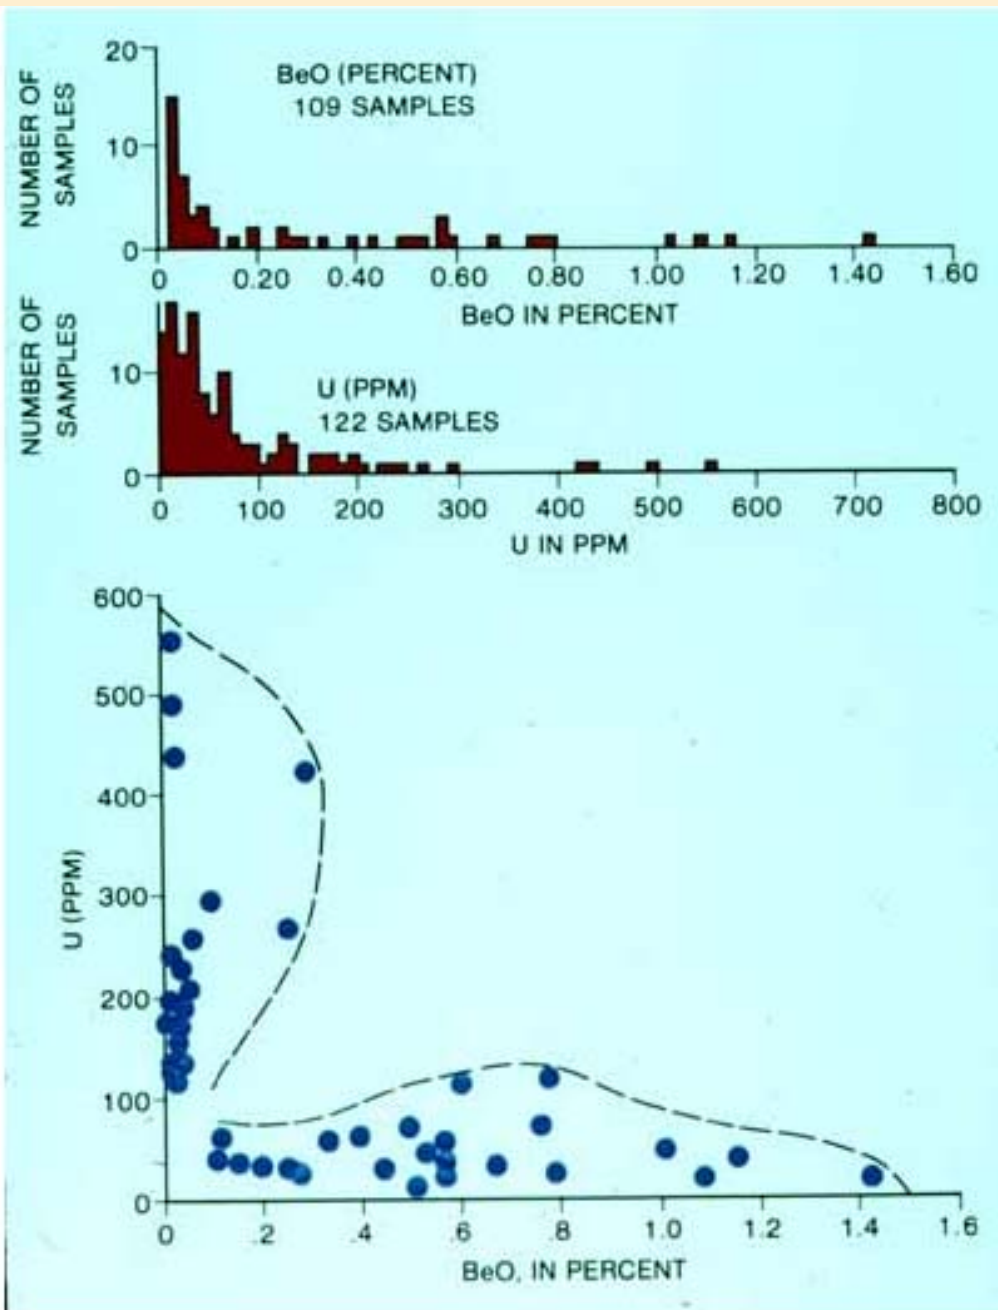 20
10
0
NUMBER OF
SAMPLES
BeO (PERCENT)
109 SAMPLES
0 0.20 0.40 0.60 0.80 1.00 1.20 1.40 1.60
BeO IN PERCENT
10
0
NUMBER OF
SAMPLES
U (PPM)
122 SAMPLES
0 100 200 300 400 500 600 700 800
U IN PPM
600
500
400
300
200
100
0
U (PPM)
0 .2 .4 .6 .8 1.0 1.2 1.4 1.6
BeO, IN PERCENT